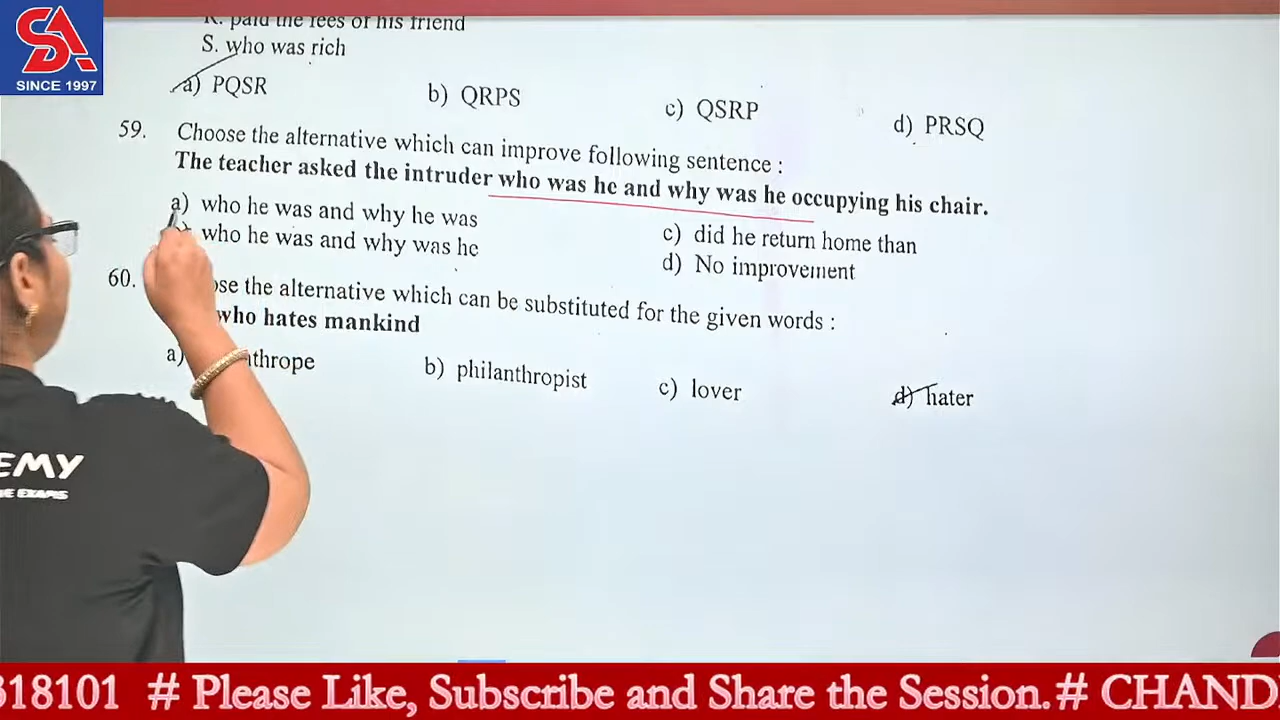 SA
SINCE 1997
R. paid the fees of his friend
S. who was rich
a) PQSR b) QRPS c) QSRP d) PRSQ
59. Choose the alternative which can improve following sentence :
The teacher asked the intruder who was he and why was he occupying his chair.
a) who he was and why he was c) did he return home than
who he was and why was he d) No improvement
60. ose the alternative which can be substituted for the given words :
who hates mankind
a) thrope b) philanthropist c) lover d) hater
EMY
E EXAMS
318101 # Please Like, Subscribe and Share the Session. # CHAND